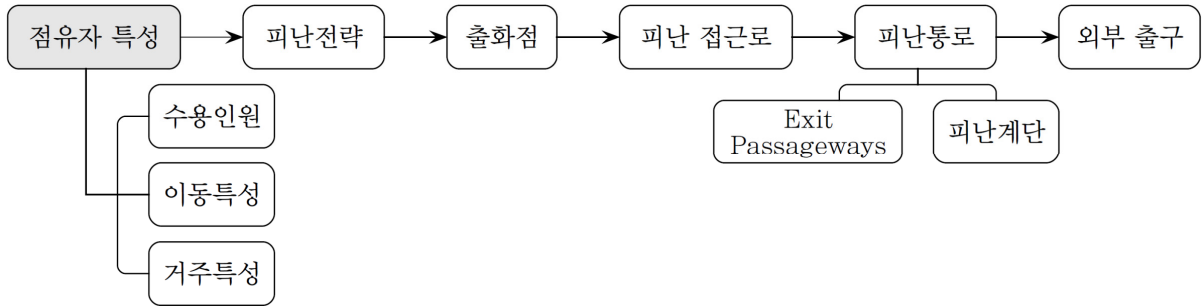 점유자 특성
피난전략
출화점
피난 접근로
피난통로
외부 출구
수용인원
이동특성
거주특성
Exit
Passageways
피난계단